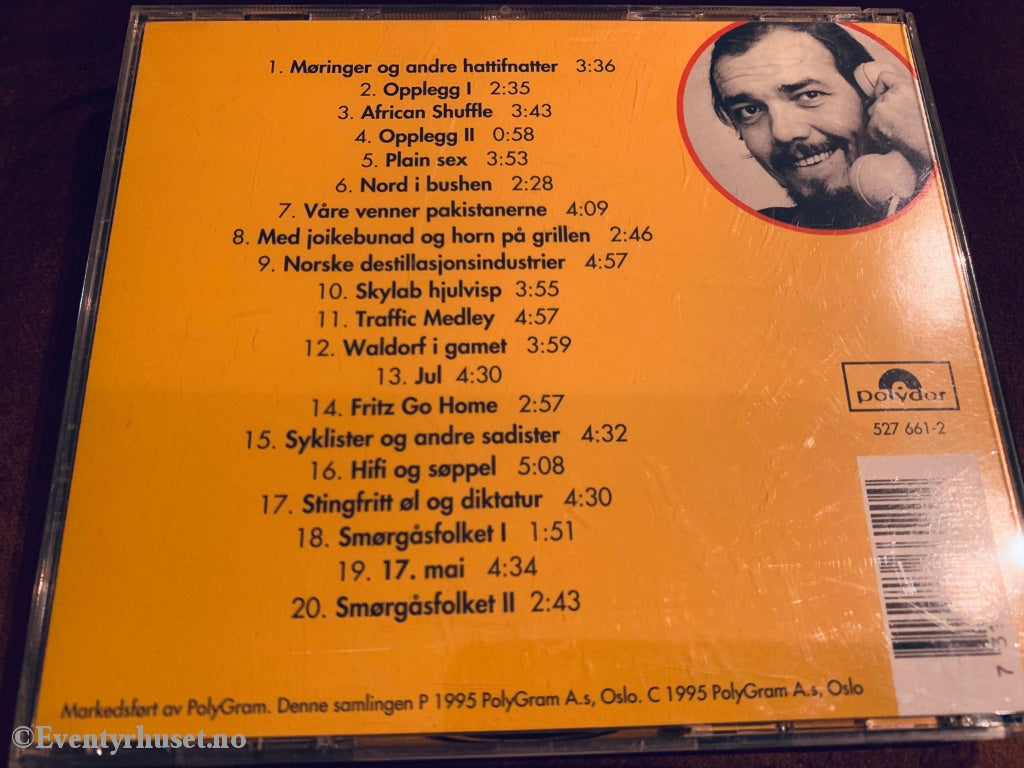 1. Møringer og andre hattifnatter 3:36
2. Opplegg I 2:35
3. African Shuffle 3:43
4. Opplegg II 0:58
5. Plain sex 3:53
6. Nord i bushen 2:28
7. Våre venner pakistanerne 4:09
8. Med joikebunad og horn på grillen 2:46
9. Norske destillasjonsindustrier 4:57
10. Skylab hjulvisp 3:55
11. Traffic Medley 4:57
12. Waldorf i gamet 3:59
13. Jul 4:30
14. Fritz Go Home 2:57
15. Syklister og andre sadister 4:32
16. Hifi og søppel 5:08
17. Stingfritt øl og diktatur 4:30
18. Smørgåsfolket I 1:51
19. 17. mai 4:34
20. Smørgåsfolket II 2:43
polydor
527 661-2
Markedsført av PolyGram. Denne samlingen P 1995 PolyGram A.s, Oslo. C 1995 PolyGram A.s, Oslo
©Eventyrhuset.no